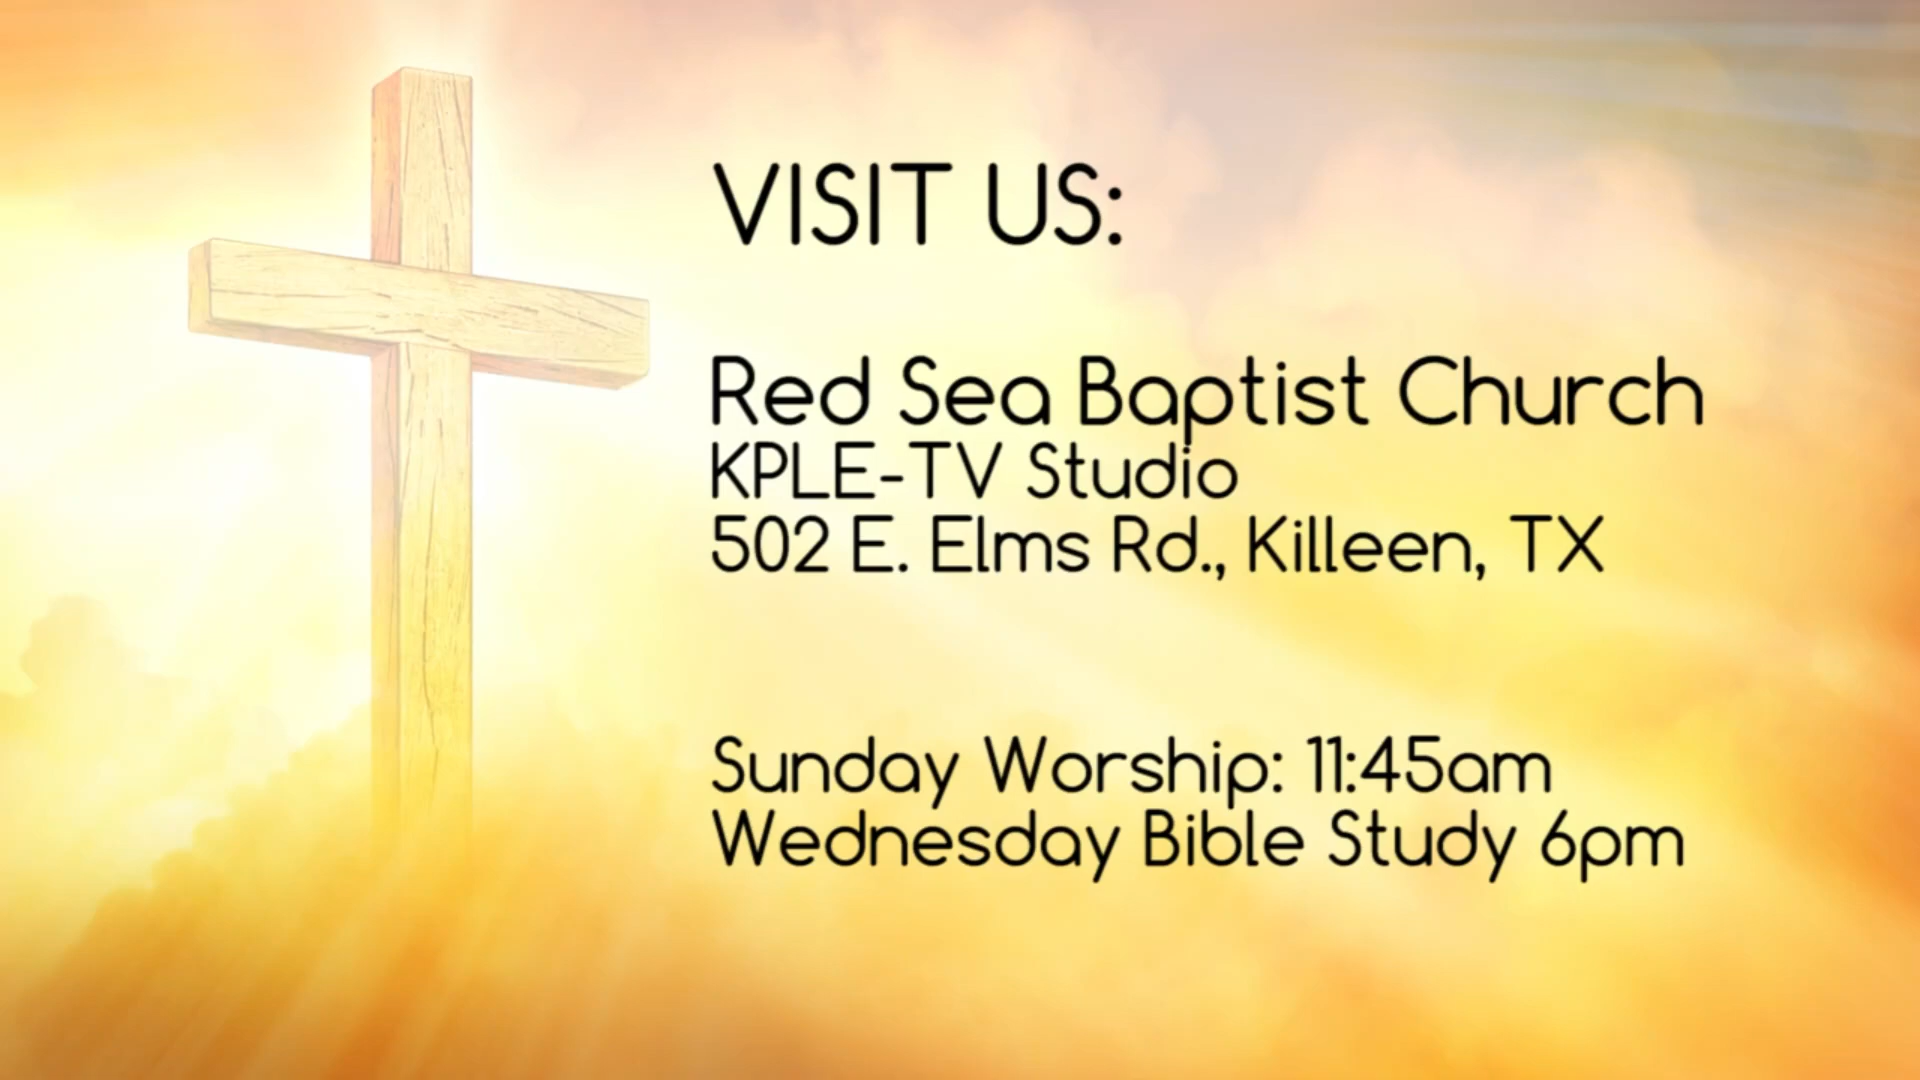 VISIT US:
Red Sea Baptist Church
KPLE-TV Studio
502 E. Elms Rd., Killeen, TX
Sunday Worship: 11:45am
Wednesday Bible Study 6pm